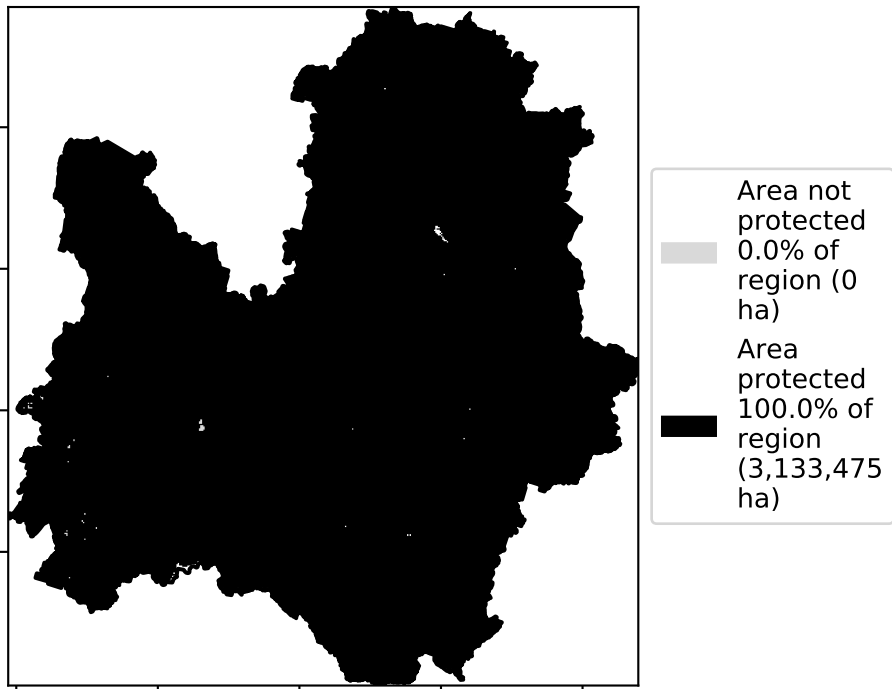 Area not
protected
0.0% of
region (0
ha)
Area
protected
100.0% of
region
(3,133,475
ha)